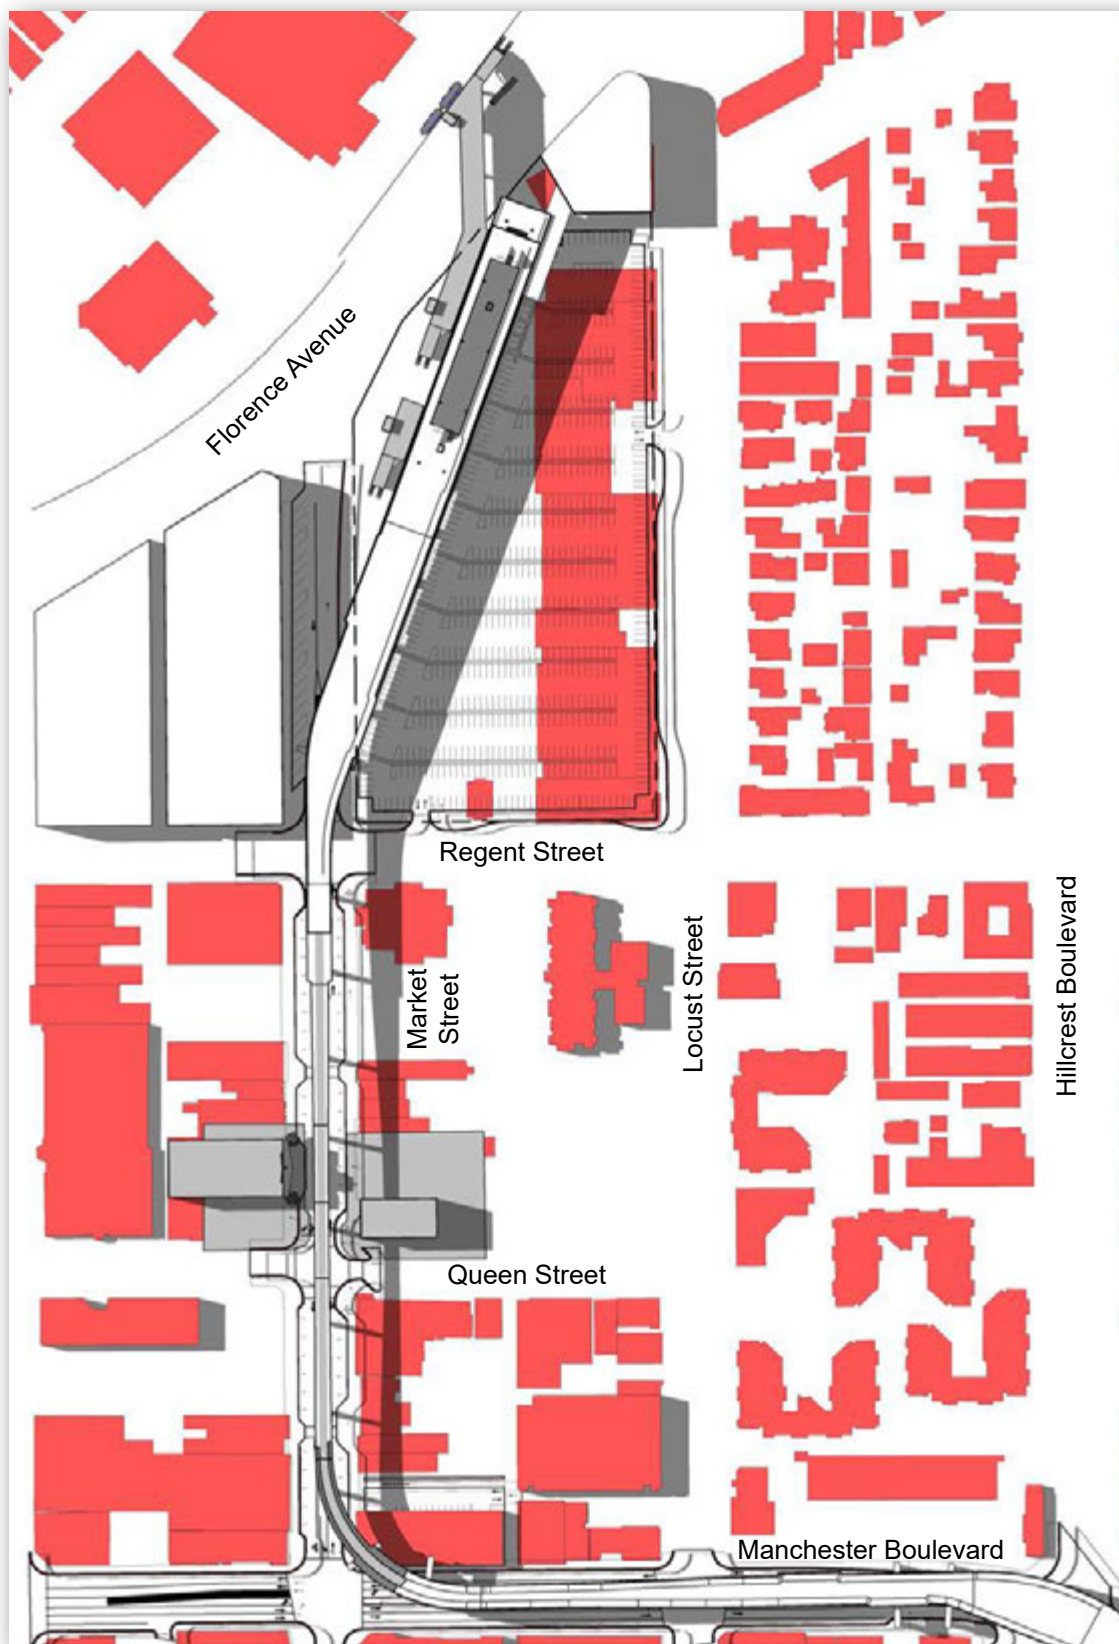 Florence Avenue
Regent Street
Market
Street
Locust Street
Hillcrest Boulevard
Queen Street
Manchester Boulevard